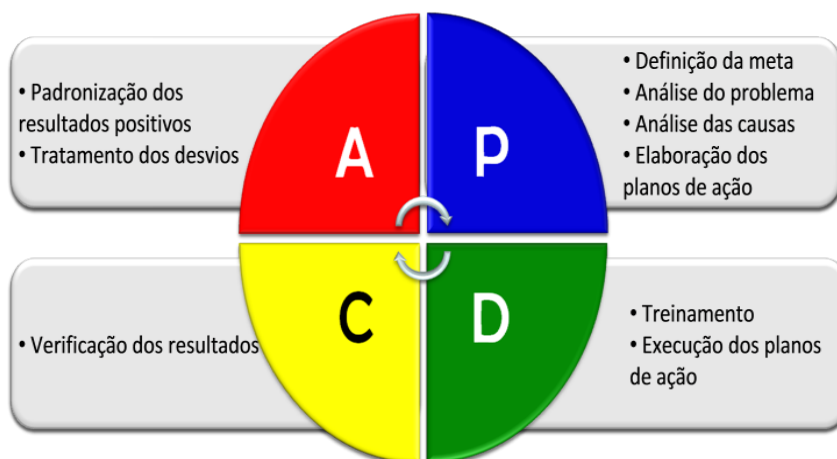 • Padronização dos
resultados positivos
• Tratamento dos desvios
A
P
• Definição da meta
• Análise do problema
• Análise das causas
• Elaboração dos
planos de ação
• Verificação dos resultados
C
D
• Treinamento
• Execução dos planos
de ação